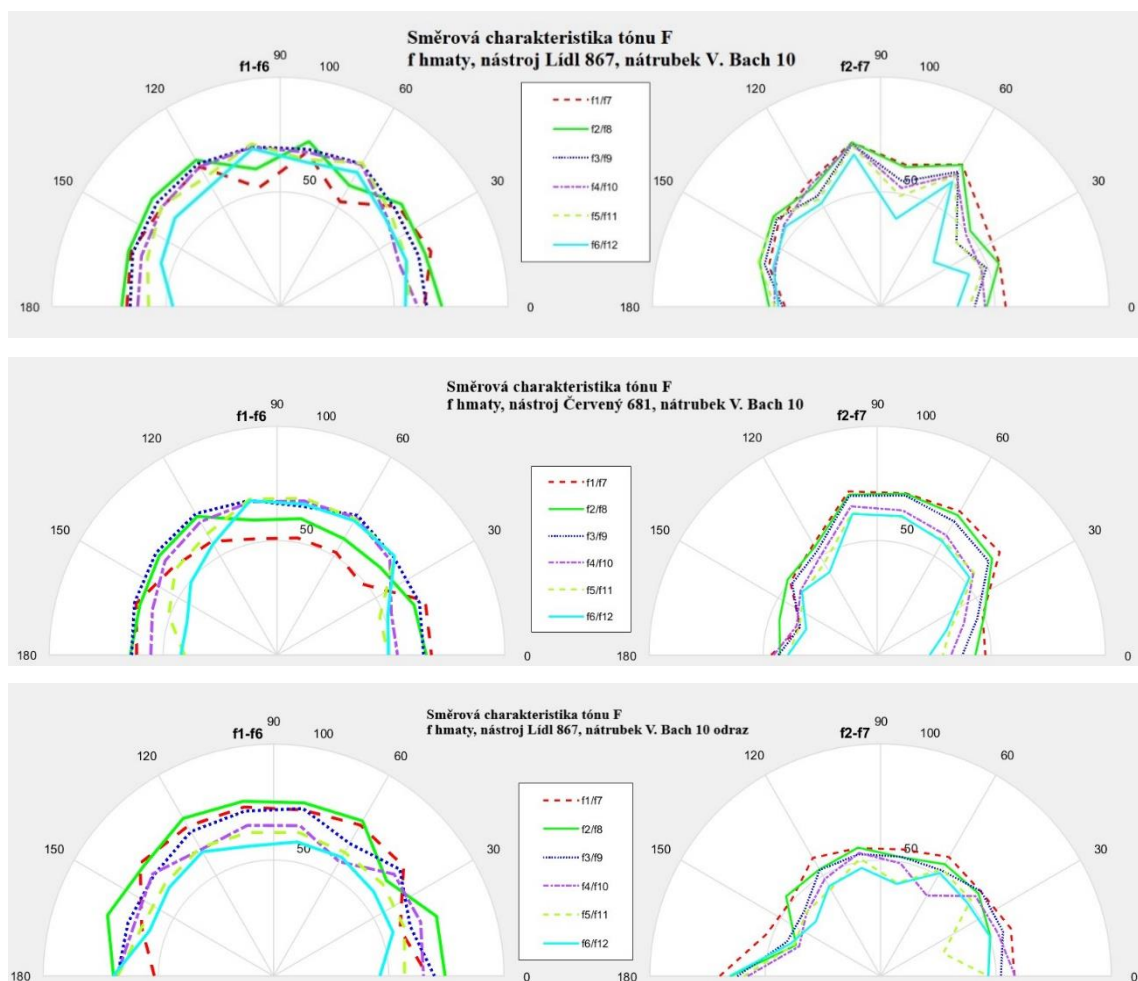 Směrová charakteristika tónu F
f hmaty, nástroj Lídl 867, nátrubek V. Bach 10
f1-f6
90
100
120
60
150
30
50
180
0
f1/f7
f2/f8
f3/f9
f4/f10
f5/f11
f6/f12
f2-f7
90
100
120
60
150
30
50
180
0
Směrová charakteristika tónu F
f hmaty, nástroj Červený 681, nátrubek V. Bach 10
f1-f6
90
100
120
60
150
30
50
180
0
f1/f7
f2/f8
f3/f9
f4/f10
f5/f11
f6/f12
f2-f7
90
100
120
60
150
30
50
180
0
Směrová charakteristika tónu F
f hmaty, nástroj Lídl 867, nátrubek V. Bach 10 odraz
f1-f6
90
100
120
60
150
30
50
180
0
f1/f7
f2/f8
f3/f9
f4/f10
f5/f11
f6/f12
f2-f7
90
100
120
60
150
30
50
180
0